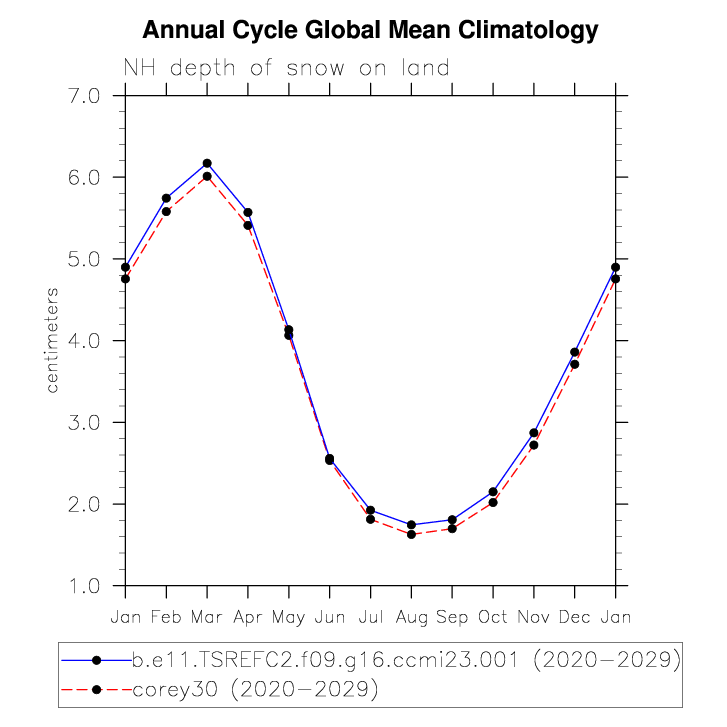 Annual Cycle Global Mean Climatology
NH depth of snow on land
7.0
6.0
5.0
4.0
3.0
2.0
1.0
centimeters
Jan Feb Mar Apr May Jun Jul Aug Sep Oct Nov Dec Jan
b.e11.TSREFC2.f09.g16.ccmi23.001 (2020-2029)
corey30 (2020-2029)